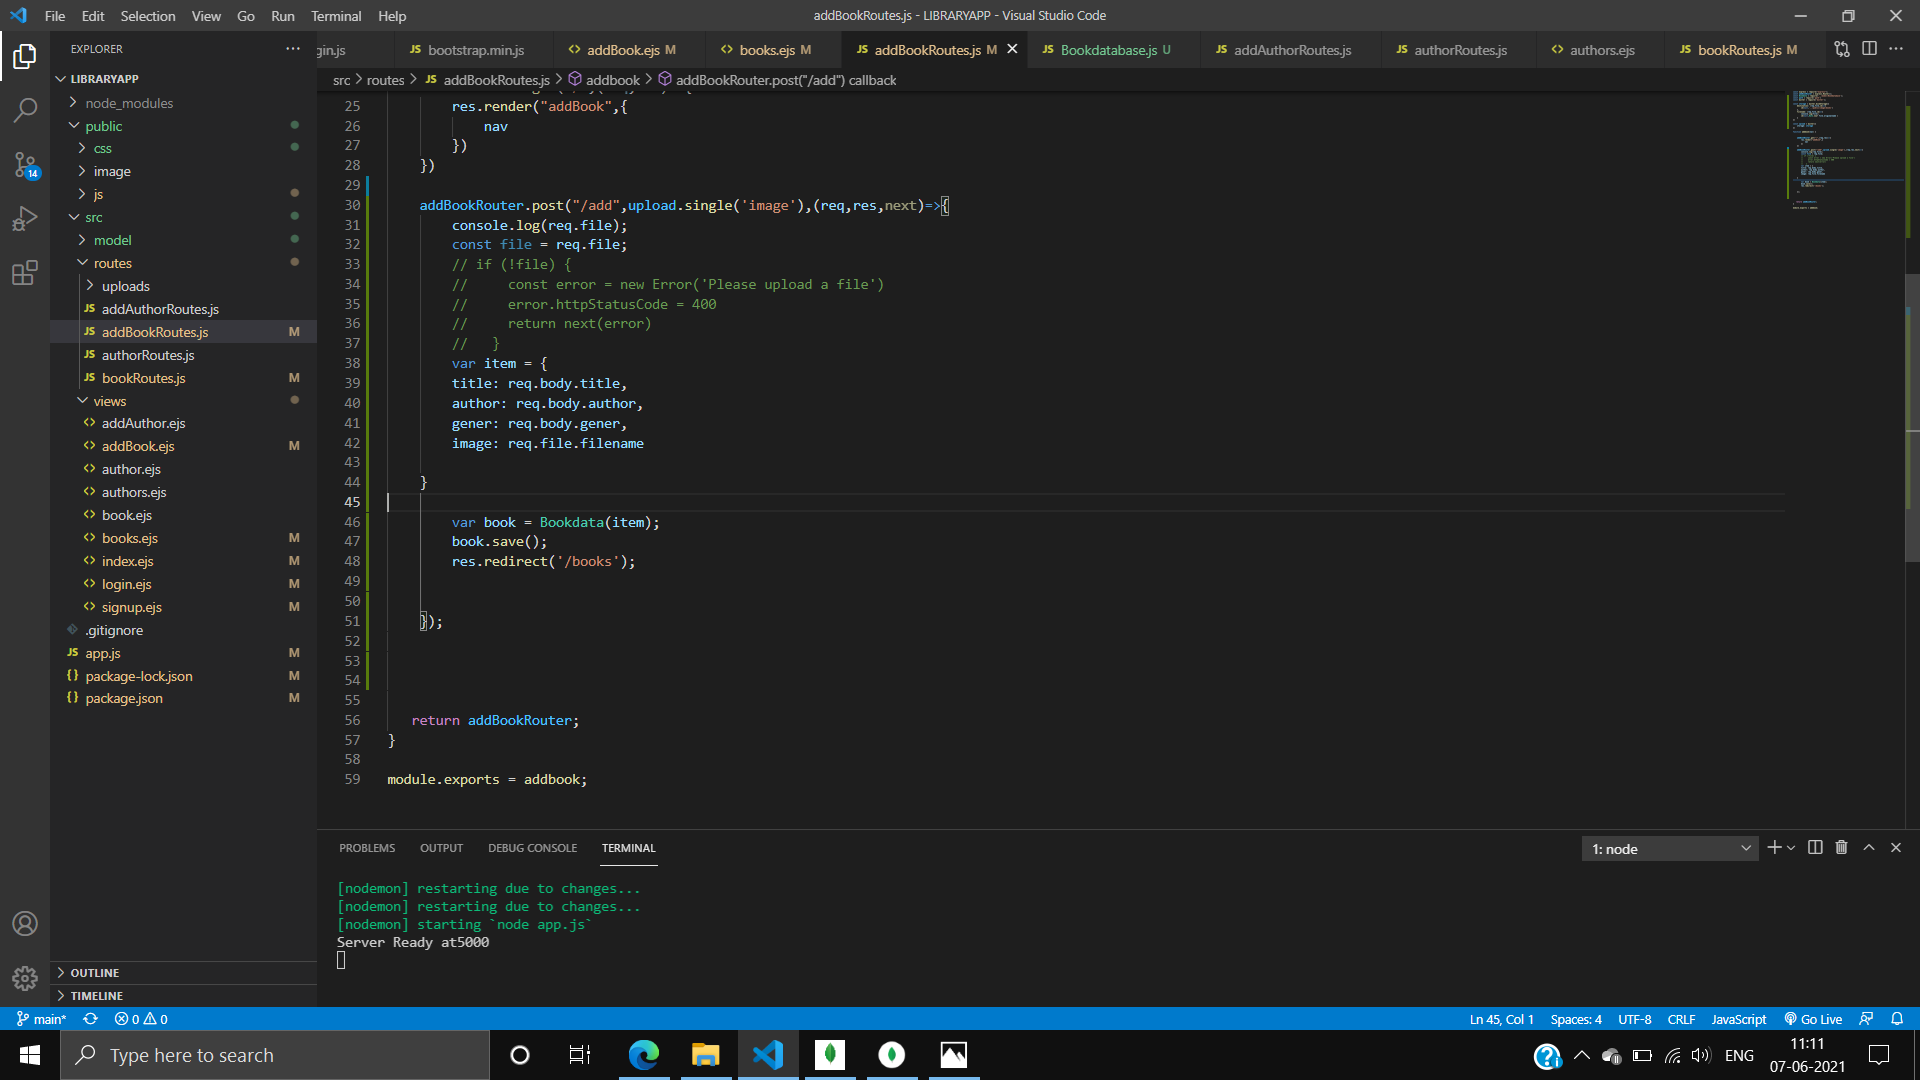 File Edit Selection View Go Run Terminal Help
addBookRoutes.js - LIBRARYAPP - Visual Studio Code
EXPLORER
gin.js bootstrap.min.js addBook.ejs M books.ejs M addBookRoutes.js M Bookdatabase.js U addAuthorRoutes.js authorRoutes.js authors.ejs bookRoutes.js M
src > routes > JS addBookRoutes.js > addbook > addBookRouter.post("/add") callback
LIBRARYAPP
node_modules
public
css
image
js
src
model
routes
uploads
JS addAuthorRoutes.js
JS addBookRoutes.js M
JS authorRoutes.js
JS bookRoutes.js M
views
addAuthor.ejs
addBook.ejs M
author.ejs
authors.ejs
book.ejs
books.ejs M
index.ejs M
login.ejs M
signup.ejs M
.gitignore
JS app.js M
{} package-lock.json M
{} package.json M
OUTLINE
TIMELINE
14
25 res.render("addBook",{
26 nav
27 })
28 })
29
30 addBookRouter.post("/add",upload.single('image'),(req,res,next)=>{
31 console.log(req.file);
32 const file = req.file;
33 // if (!file) {
34 // const error = new Error('Please upload a file')
35 // error.httpStatusCode = 400
36 // return next(error)
37 // }
38 var item = {
39 title: req.body.title,
40 author: req.body.author,
41 gener: req.body.gener,
42 image: req.file.filename
43
44 }
45
46 var book = Bookdata(item);
47 book.save();
48 res.redirect('/books');
49
50
51 });
52
53
54
55
56 return addBookRouter;
57 }
58
59 module.exports = addbook;
PROBLEMS OUTPUT DEBUG CONSOLE TERMINAL
1: node
[nodemon] restarting due to changes...
[nodemon] restarting due to changes...
[nodemon] starting `node app.js`
Server Ready at5000
main* 0 0
Ln 45, Col 1 Spaces: 4 UTF-8 CRLF JavaScript Go Live
Type here to search
ENG
11:11
07-06-2021